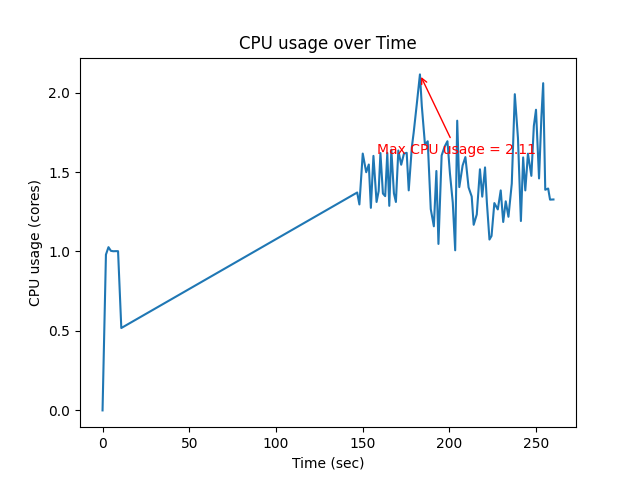 CPU usage over Time
CPU usage (cores)
2.0
1.5
1.0
0.5
0.0
Max CPU usage = 2.11
0 50 100 150 200 250
Time (sec)